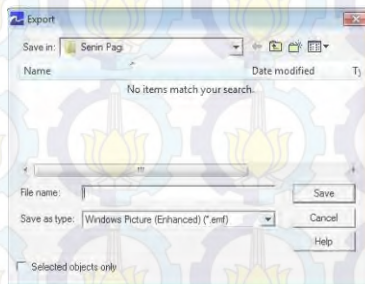 Export
Save in: Senin Pagi
Name Date modified Ty
No items match your search.
File name: Save
Save as type: Windows Picture (Enhanced) (*.emf) Cancel
Help
Selected objects only